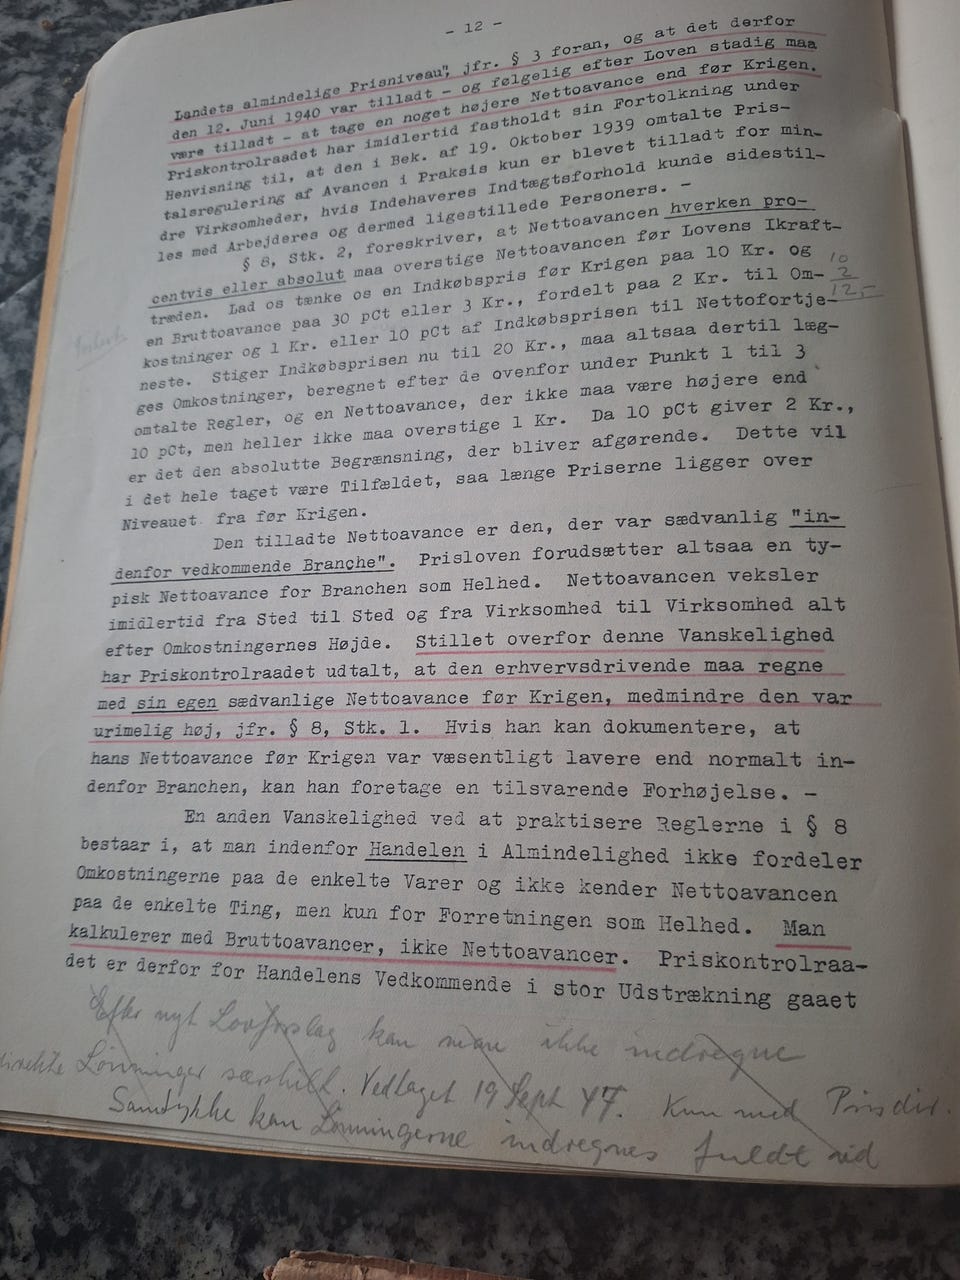 - 12 -
Landets almindelige Prisniveau", jfr. § 3 foran, og at det derfor
den 12. Juni 1940 var tilladt - og følgelig efter Loven stadig maa
være tilladt - at tage en noget højere Nettoavance end før Krigen.
Priskontrolraadet har imidlertid fastholdt sin Fortolkning under
Henvisning til, at den i Bek. af 19. Oktober 1939 omtalte Pris-
talsregulering af Avancen i Praksis kun er blevet tilladt for min-
dre Virksomheder, hvis Indehaveres Indtægtsforhold kunde sidestil-
les med Arbejderes og dermed ligestillede Personers. -
§ 8, Stk. 2, foreskriver, at Nettoavancen hverken pro-
centvis eller absolut maa overstige Nettoavancen før Lovens Ikraft-
træden. Lad os tænke os en Indkøbspris før Krigen paa 10 Kr. og
en Bruttoavance paa 30 pCt eller 3 Kr., fordelt paa 2 Kr. til Om-
kostninger og 1 Kr. eller 10 pCt af Indkøbsprisen til Nettofortje-
neste. Stiger Indkøbsprisen nu til 20 Kr., maa altsaa dertil læg-
ges Omkostninger, beregnet efter de ovenfor under Punkt 1 til 3
omtalte Regler, og en Nettoavance, der ikke maa være højere end
10 pCt, men heller ikke maa overstige 1 Kr. Da 10 pCt giver 2 Kr.,
er det den absolutte Begrænsning, der bliver afgørende. Dette vil
i det hele taget være Tilfældet, saa længe Priserne ligger over
Niveauet fra før Krigen.
10
2
12,-
Den tilladte Nettoavance er den, der var sædvanlig "in-
denfor vedkommende Branche". Prisloven forudsætter altsaa en ty-
pisk Nettoavance for Branchen som Helhed. Nettoavancen veksler
imidlertid fra Sted til Sted og fra Virksomhed til Virksomhed alt
efter Omkostningernes Højde. Stillet overfor denne Vanskelighed
har Priskontrolraadet udtalt, at den erhvervsdrivende maa regne
med sin egen sædvanlige Nettoavance før Krigen, medmindre den var
urimelig høj, jfr. § 8, Stk. 1. Hvis han kan dokumentere, at
hans Nettoavance før Krigen var væsentligt lavere end normalt in-
denfor Branchen, kan han foretage en tilsvarende Forhøjelse. -
En anden Vanskelighed ved at praktisere Reglerne i § 8
bestaar i, at man indenfor Handelen i Almindelighed ikke fordeler
Omkostningerne paa de enkelte Varer og ikke kender Nettoavancen
paa de enkelte Ting, men kun for Forretningen som Helhed. Man
kalkulerer med Bruttoavancer, ikke Nettoavancer. Priskontrolraa-
det er derfor for Handelens Vedkommende i stor Udstrækning gaaet
Efter nyt Lovforslag kan man ikke indregne
direkte Lønninger særskilt. Vedtaget 19 Sept 47. Kun med Prisdir.
Samtykke kan Lønningerne indregnes fuldt ud